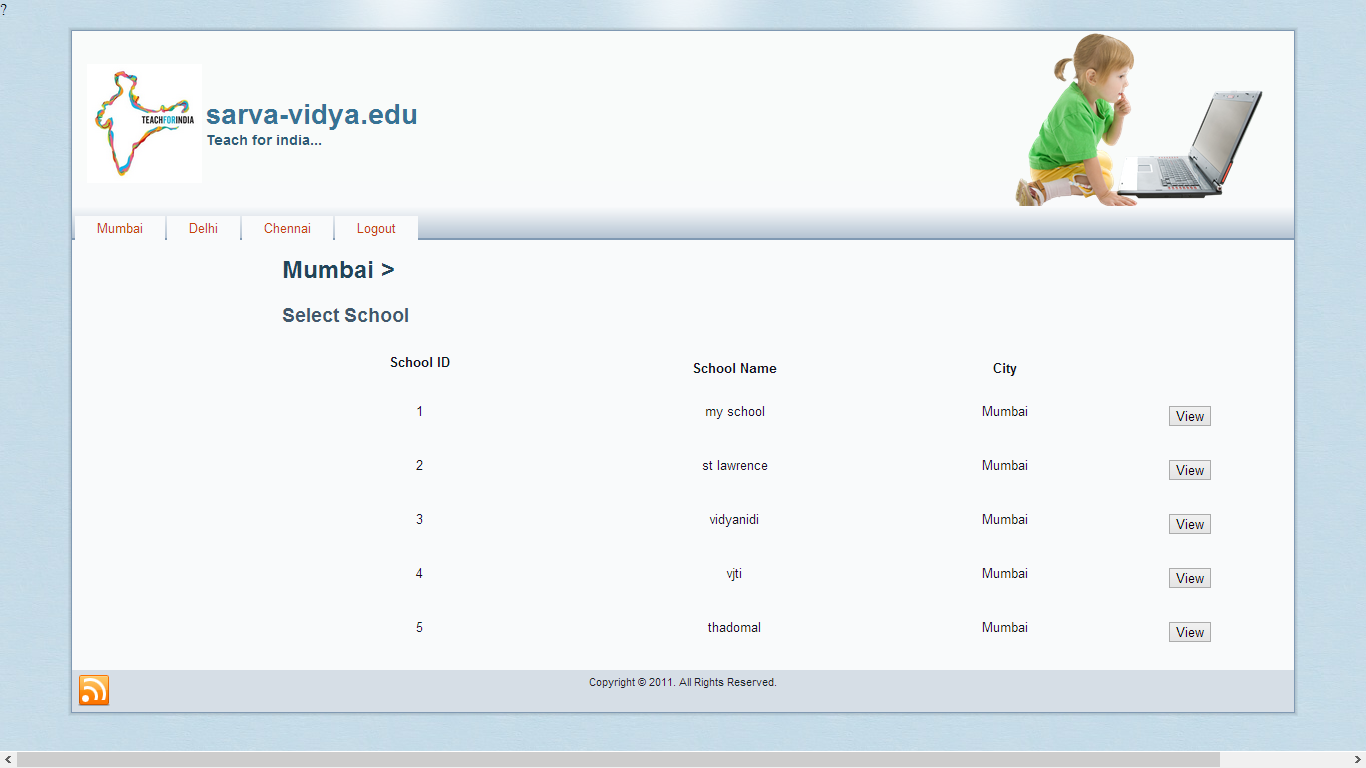 ?
TEACHFORINDIA
sarva-vidya.edu
Teach for india...
Mumbai Delhi Chennai Logout
Mumbai >
Select School
School ID School Name City
1 my school Mumbai View
2 st lawrence Mumbai View
3 vidyanidi Mumbai View
4 vjti Mumbai View
5 thadomal Mumbai View
Copyright © 2011. All Rights Reserved.